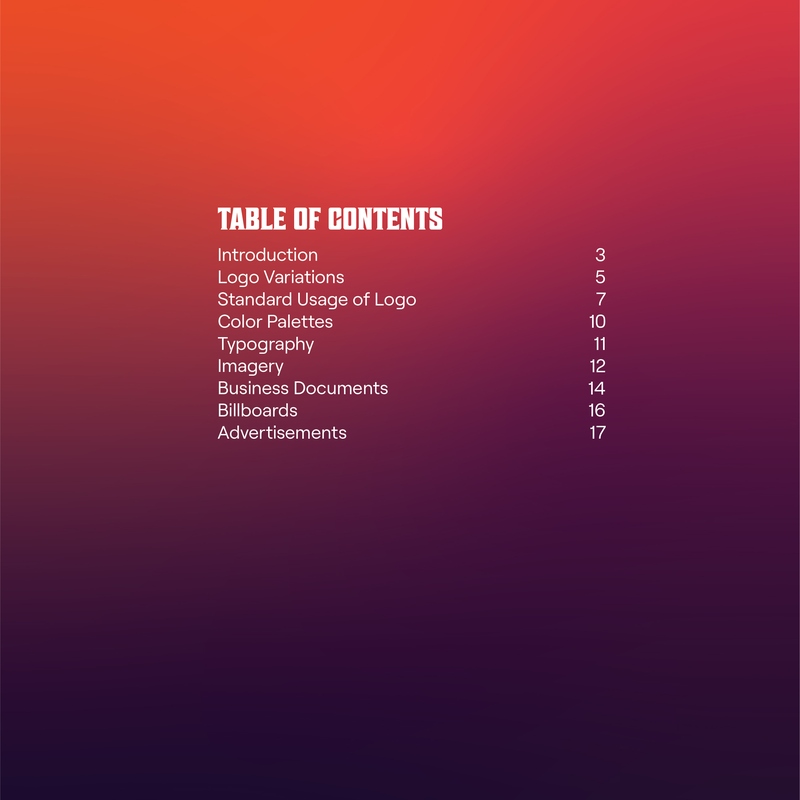 TABLE OF CONTENTS
Introduction 3
Logo Variations 5
Standard Usage of Logo 7
Color Palettes 10
Typography 11
Imagery 12
Business Documents 14
Billboards 16
Advertisements 17